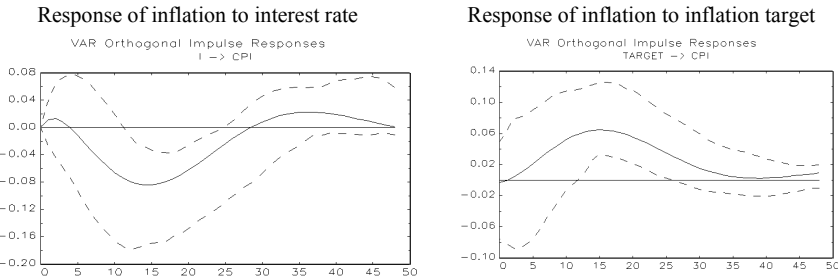 Response of inflation to interest rate
VAR Orthogonal Impulse Responses
I -> CPI
0.08
0.04
0.00
-0.04
-0.08
-0.12
-0.16
-0.20
0 5 10 15 20 25 30 35 40 45 50
Response of inflation to inflation target
VAR Orthogonal Impulse Responses
TARGET -> CPI
0.14
0.10
0.06
0.02
-0.02
-0.06
-0.10
0 5 10 15 20 25 30 35 40 45 50